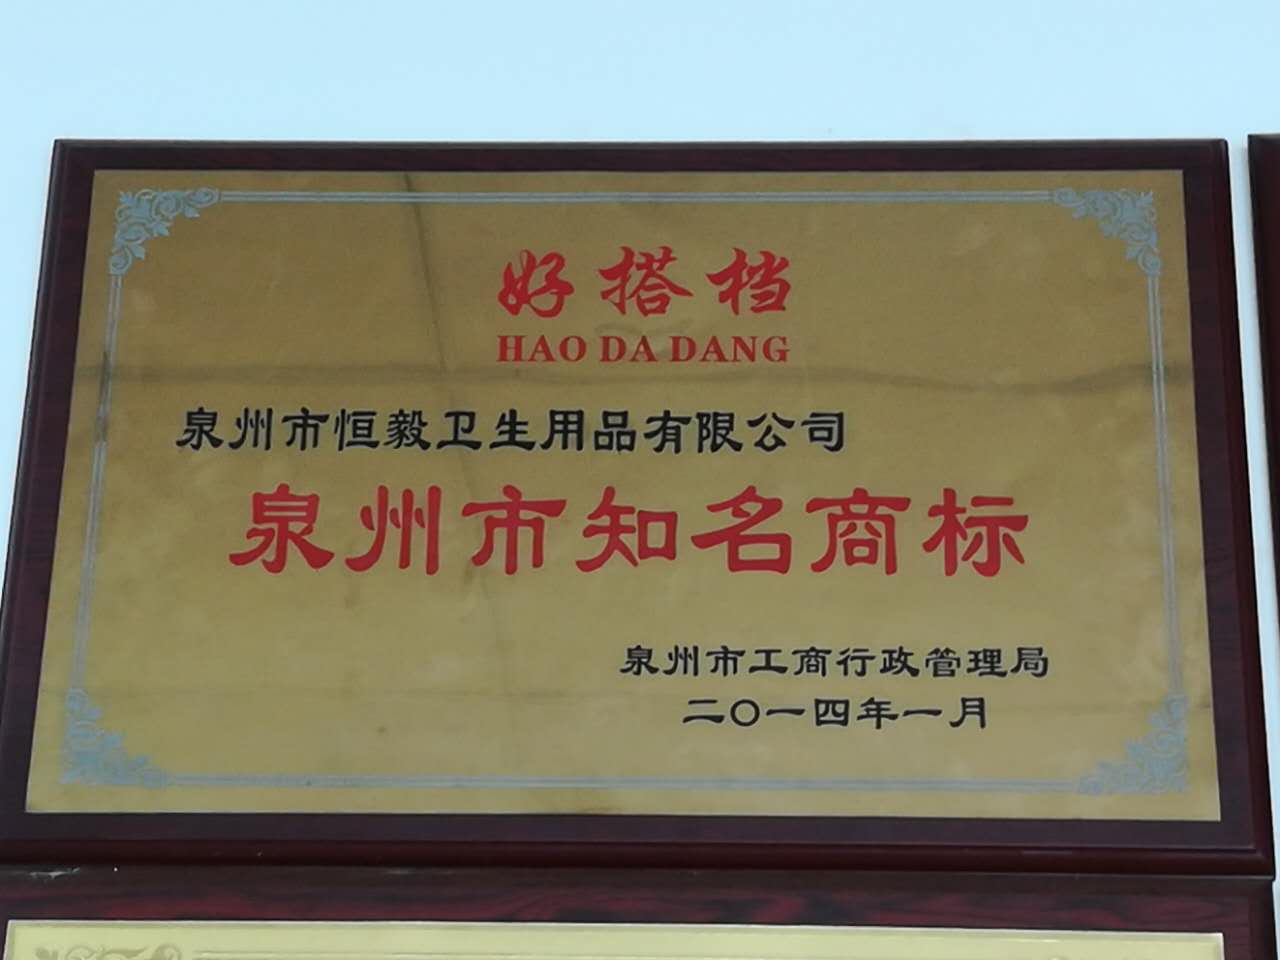 好搭档
HAO DA DANG
泉州市恒毅卫生用品有限公司
泉州市知名商标
泉州市工商行政管理局
二〇一四年一月